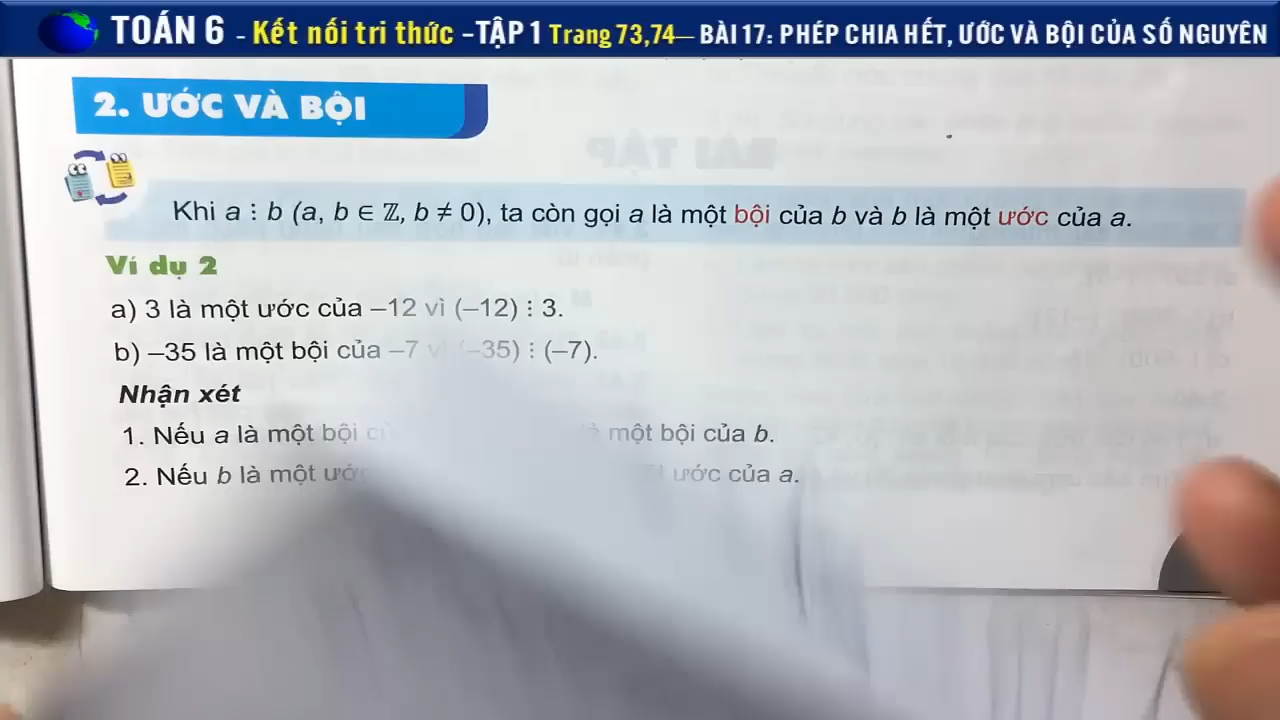 TOÁN 6 - Kết nối tri thức -TẬP 1 Trang 73,74— BÀI 17: PHÉP CHIA HẾT, ƯỚC VÀ BỘI CỦA SỐ NGUYÊN
BÀI TẬP
2. ƯỚC VÀ BỘI
Khi a ⋮ b (a, b ∈ ℤ, b ≠ 0), ta còn gọi a là một bội của b và b là một ước của a.
Ví dụ 2
a) 3 là một ước của –12 vì (–12) ⋮ 3.
b) –35 là một bội của –7 vì (–35) ⋮ (–7).
Nhận xét
1. Nếu a là một bội một bội của b.
2. Nếu b là một ước ước của a.